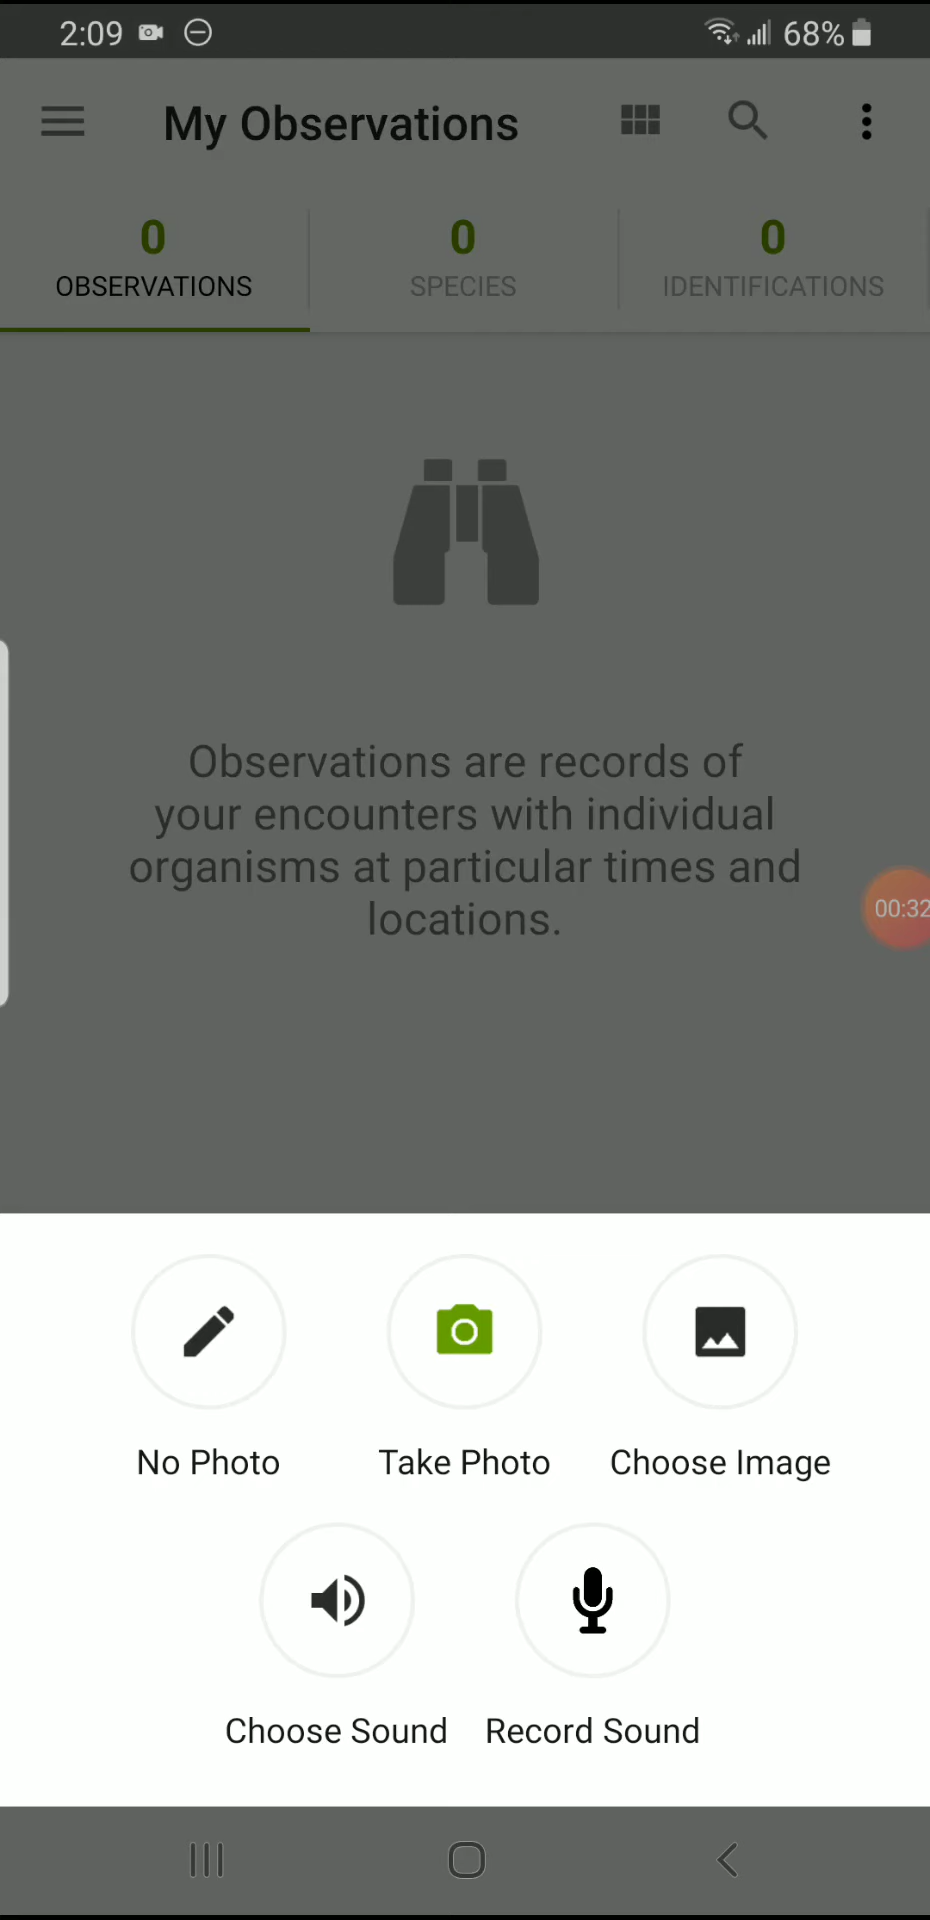 2:09 68%
My Observations
0 0 0
OBSERVATIONS SPECIES IDENTIFICATIONS
Observations are records of
your encounters with individual
organisms at particular times and
locations.
00:32
No Photo Take Photo Choose Image
Choose Sound Record Sound